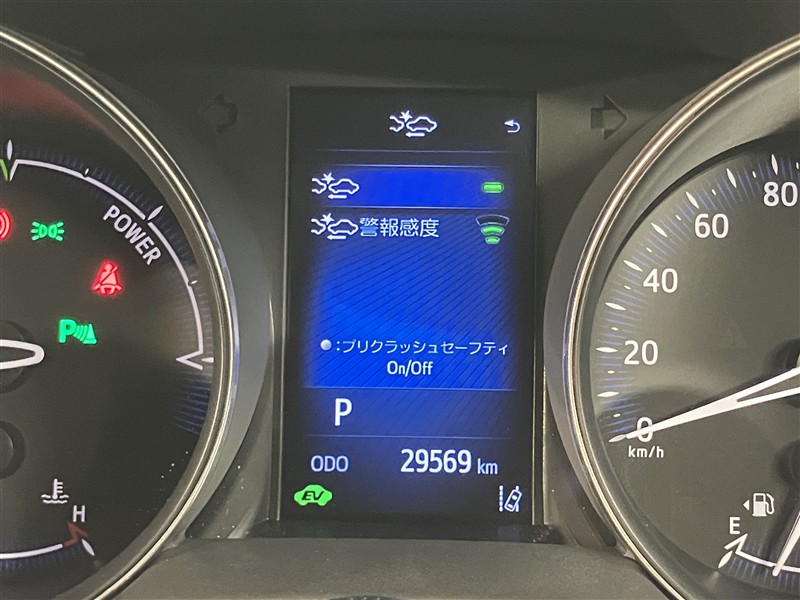 POWER
P
H
警報感度
●:プリクラッシュセーフティ
On/Off
P
ODO 29569 km
EV
80
60
40
20
0
km/h
E